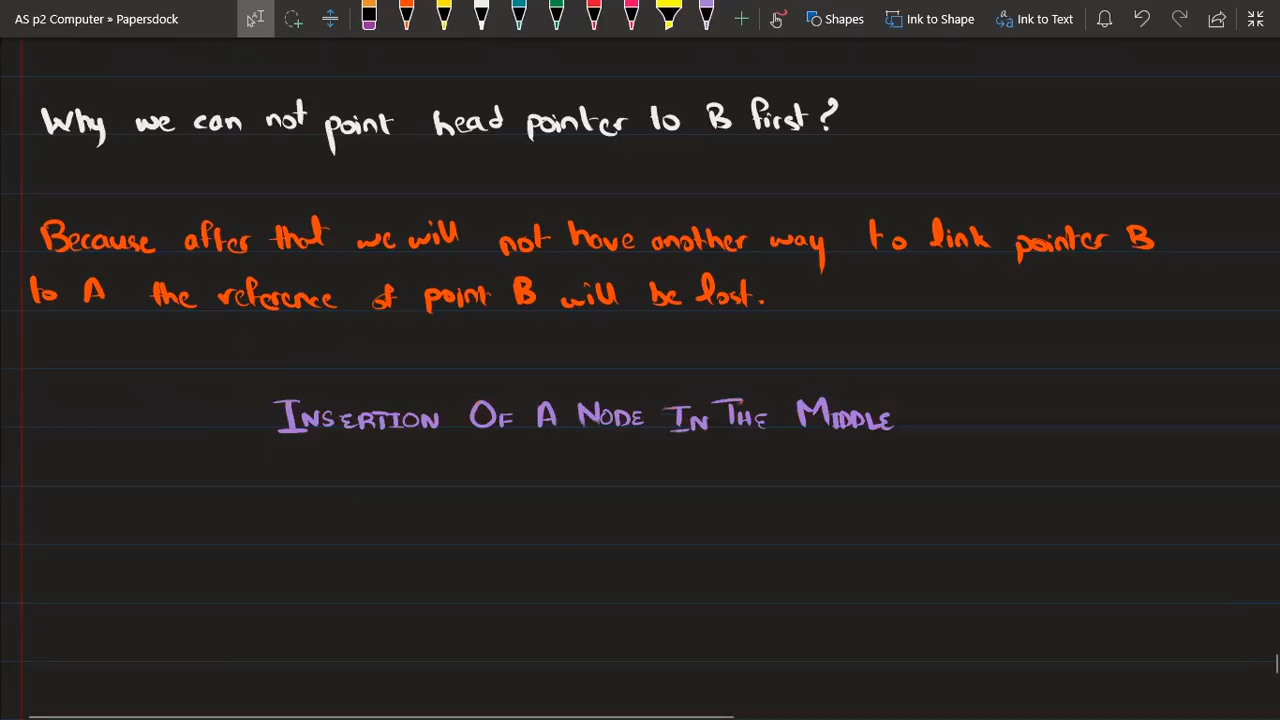 AS p2 Computer » Papersdock
Shapes
Ink to Shape
Ink to Text
Why we can not point head pointer to B first?
Because after that we will not have another way to link pointer B
to A the reference of point B will be lost.
INSERTION OF A NODE IN THE MIDDLE